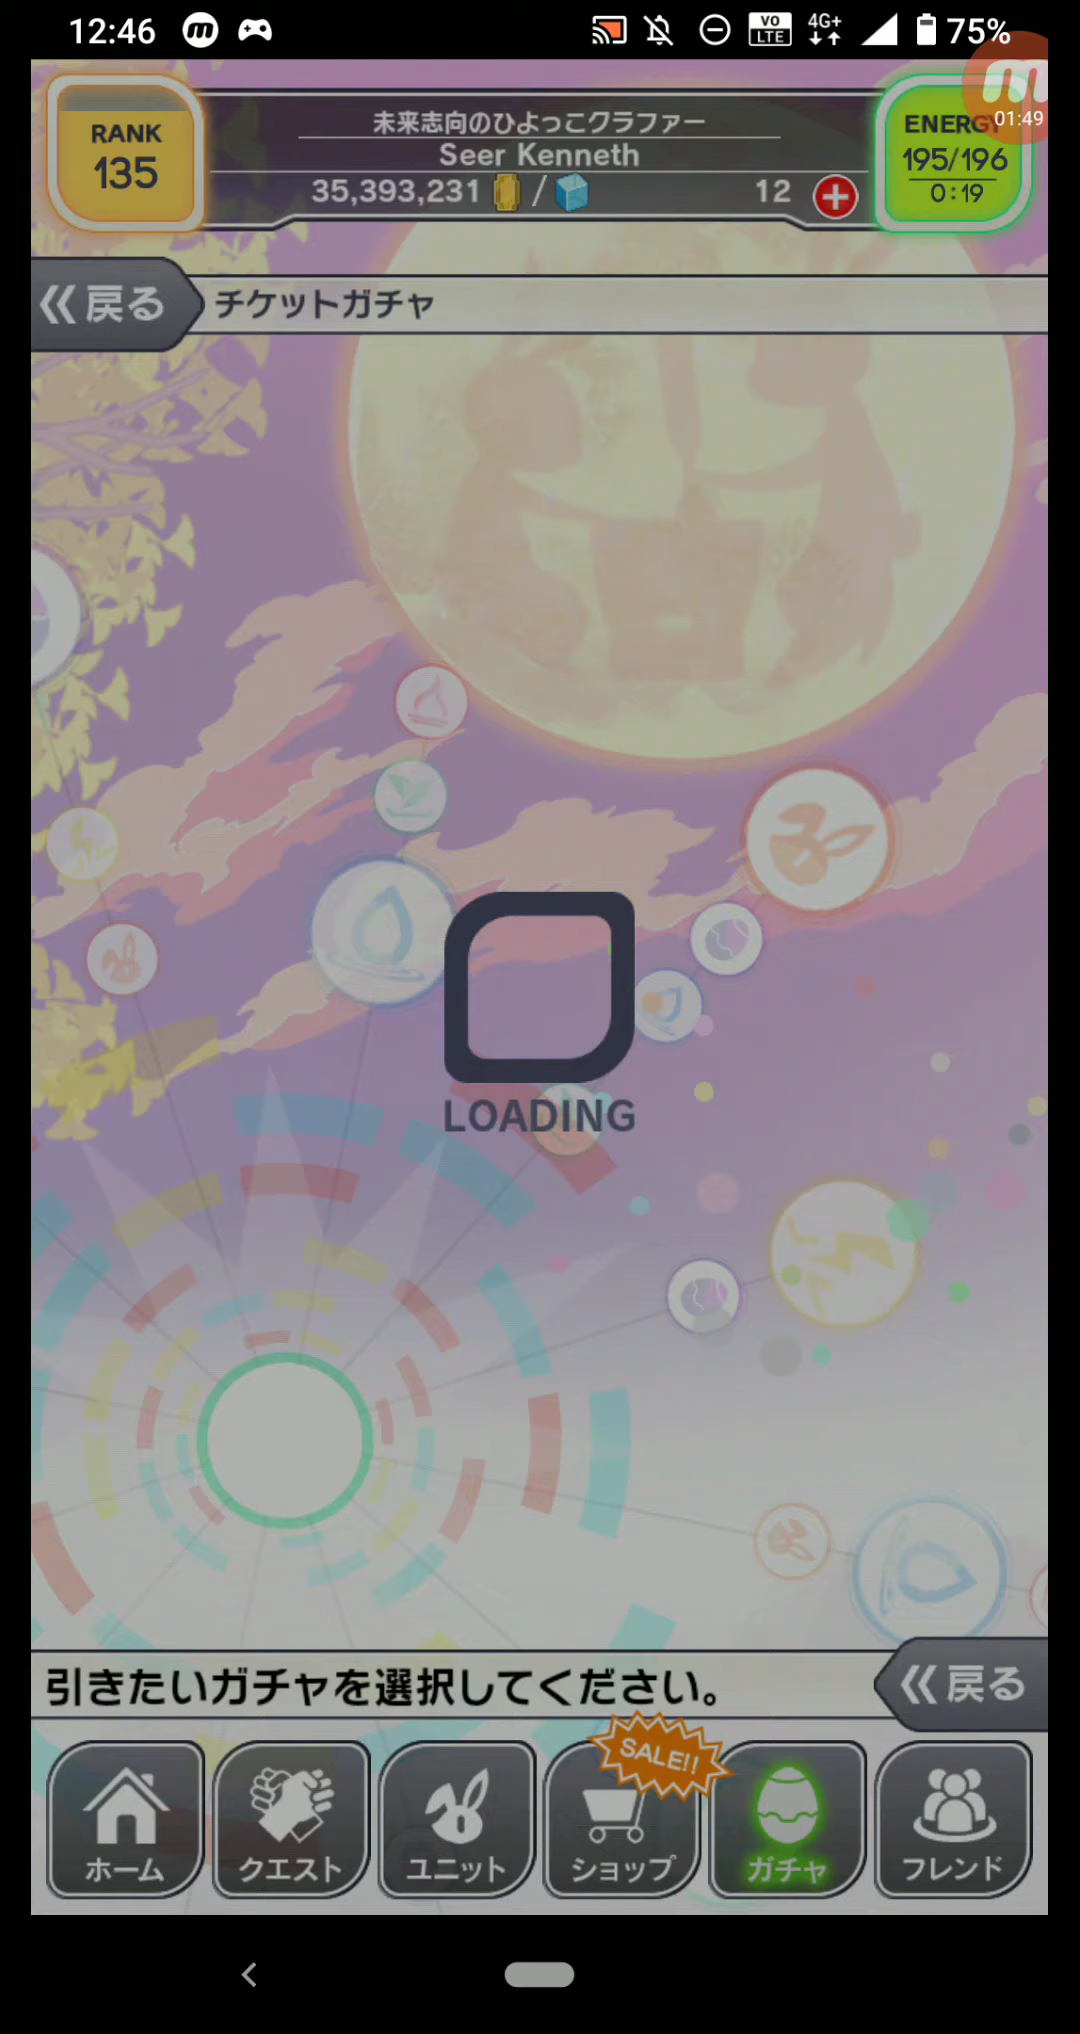 12:46
VO LTE
4G+
75%
01:49
RANK
135
未来志向のひよっこクラファー
Seer Kenneth
35,393,231 /
12
ENERGY
195/196
0:19
戻る
チケットガチャ
LOADING
引きたいガチャを選択してください。
戻る
SALE!!
ホーム
クエスト
ユニット
ショップ
ガチャ
フレンド